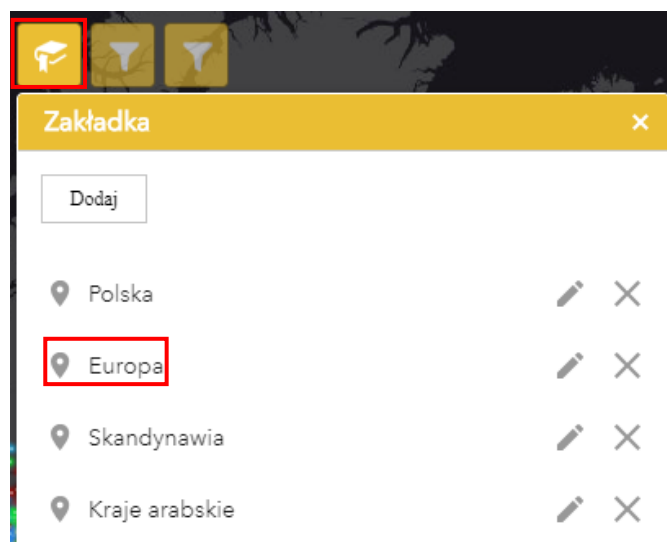 Zakładka
Dodaj
Polska
Europa
Skandynawia
Kraje arabskie